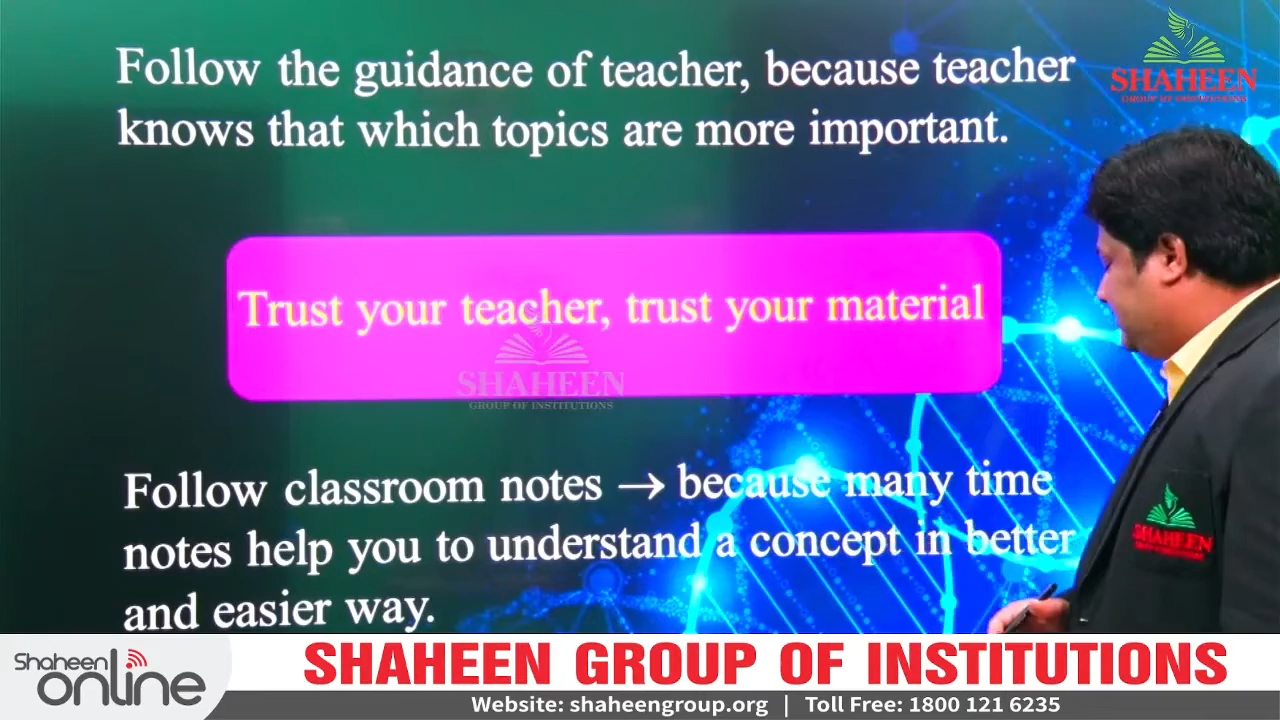 Follow the guidance of teacher, because teacher
knows that which topics are more important.
SHAHEEN
GROUP OF INSTITUTIONS
Trust your teacher, trust your material
SHAHEEN
GROUP OF INSTITUTIONS
Follow classroom notes → because many time
notes help you to understand a concept in better
and easier way.
SHAHEEN
Shaheen
online
SHAHEEN GROUP OF INSTITUTIONS
Website: shaheengroup.org | Toll Free: 1800 121 6235